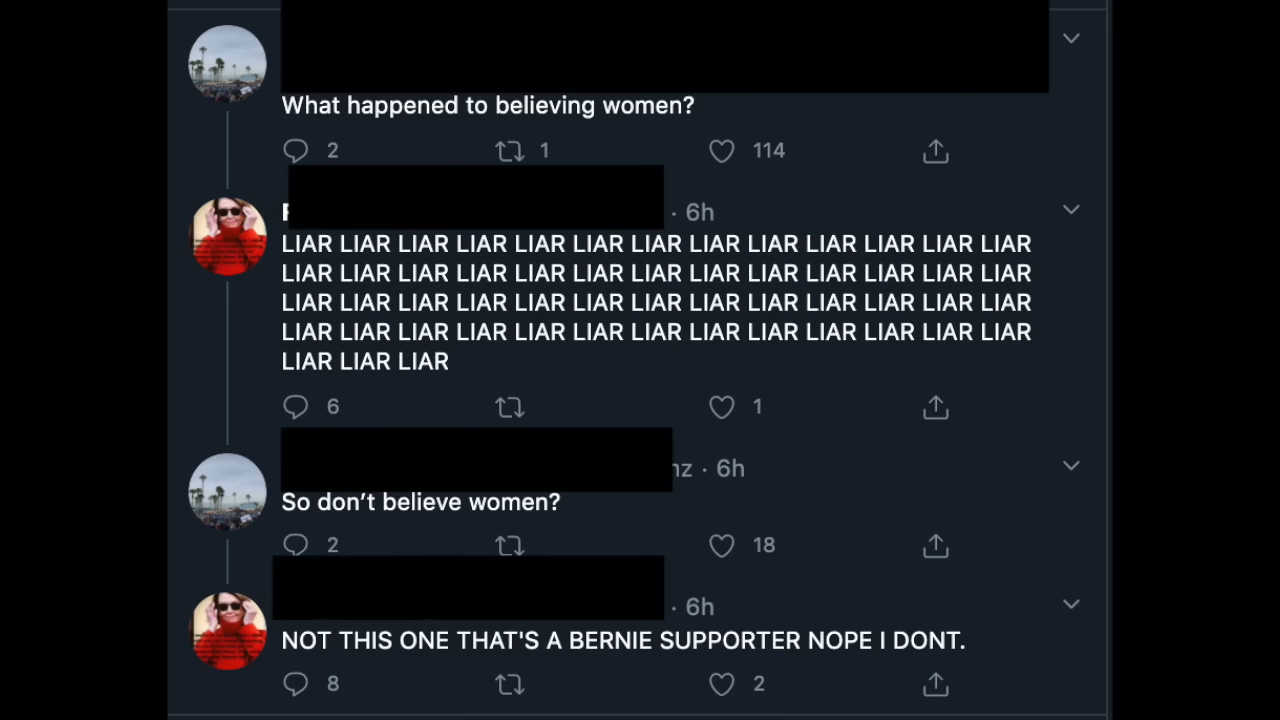 What happened to believing women?
2 1 114
· 6h
LIAR LIAR LIAR LIAR LIAR LIAR LIAR LIAR LIAR LIAR LIAR LIAR LIAR
LIAR LIAR LIAR LIAR LIAR LIAR LIAR LIAR LIAR LIAR LIAR LIAR LIAR
LIAR LIAR LIAR LIAR LIAR LIAR LIAR LIAR LIAR LIAR LIAR LIAR LIAR
LIAR LIAR LIAR LIAR LIAR LIAR LIAR LIAR LIAR LIAR LIAR LIAR LIAR
LIAR LIAR LIAR
6 1
nz · 6h
So don’t believe women?
2 18
· 6h
NOT THIS ONE THAT'S A BERNIE SUPPORTER NOPE I DONT.
8 2